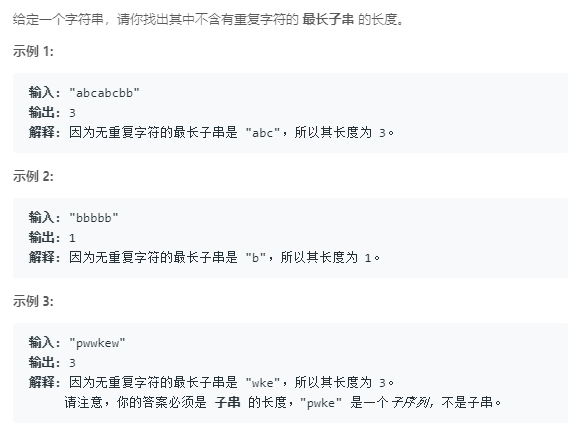 给定一个字符串，请你找出其中不含有重复字符的 最长子串 的长度。
示例 1:
输入: "abcabcbb"
输出: 3
解释: 因为无重复字符的最长子串是 "abc"，所以其长度为 3。
示例 2:
输入: "bbbbb"
输出: 1
解释: 因为无重复字符的最长子串是 "b"，所以其长度为 1。
示例 3:
输入: "pwwkew"
输出: 3
解释: 因为无重复字符的最长子串是 "wke"，所以其长度为 3。
请注意，你的答案必须是 子串 的长度，"pwke" 是一个子序列，不是子串。